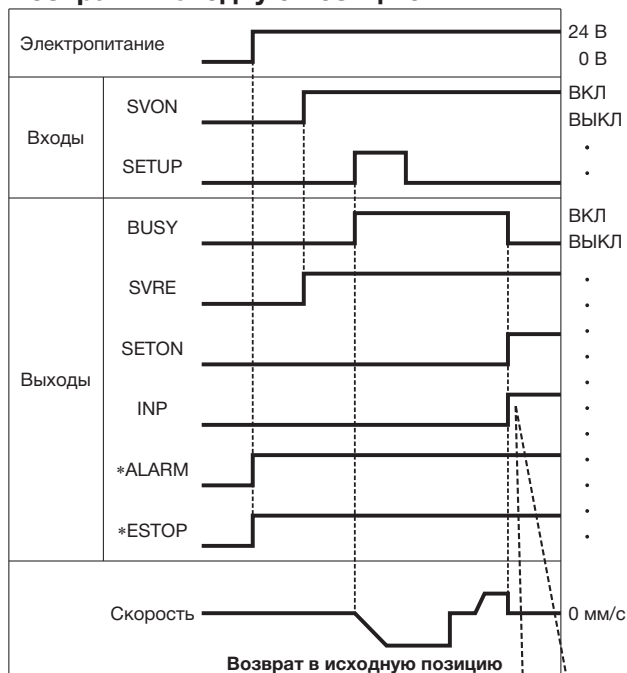 Электропитание
24 В
0 В
Входы
SVON
ВКЛ
ВЫКЛ
SETUP
Выходы
BUSY
ВКЛ
ВЫКЛ
SVRE
SETON
INP
*ALARM
*ESTOP
Скорость
0 мм/с
Возврат в исходную позицию